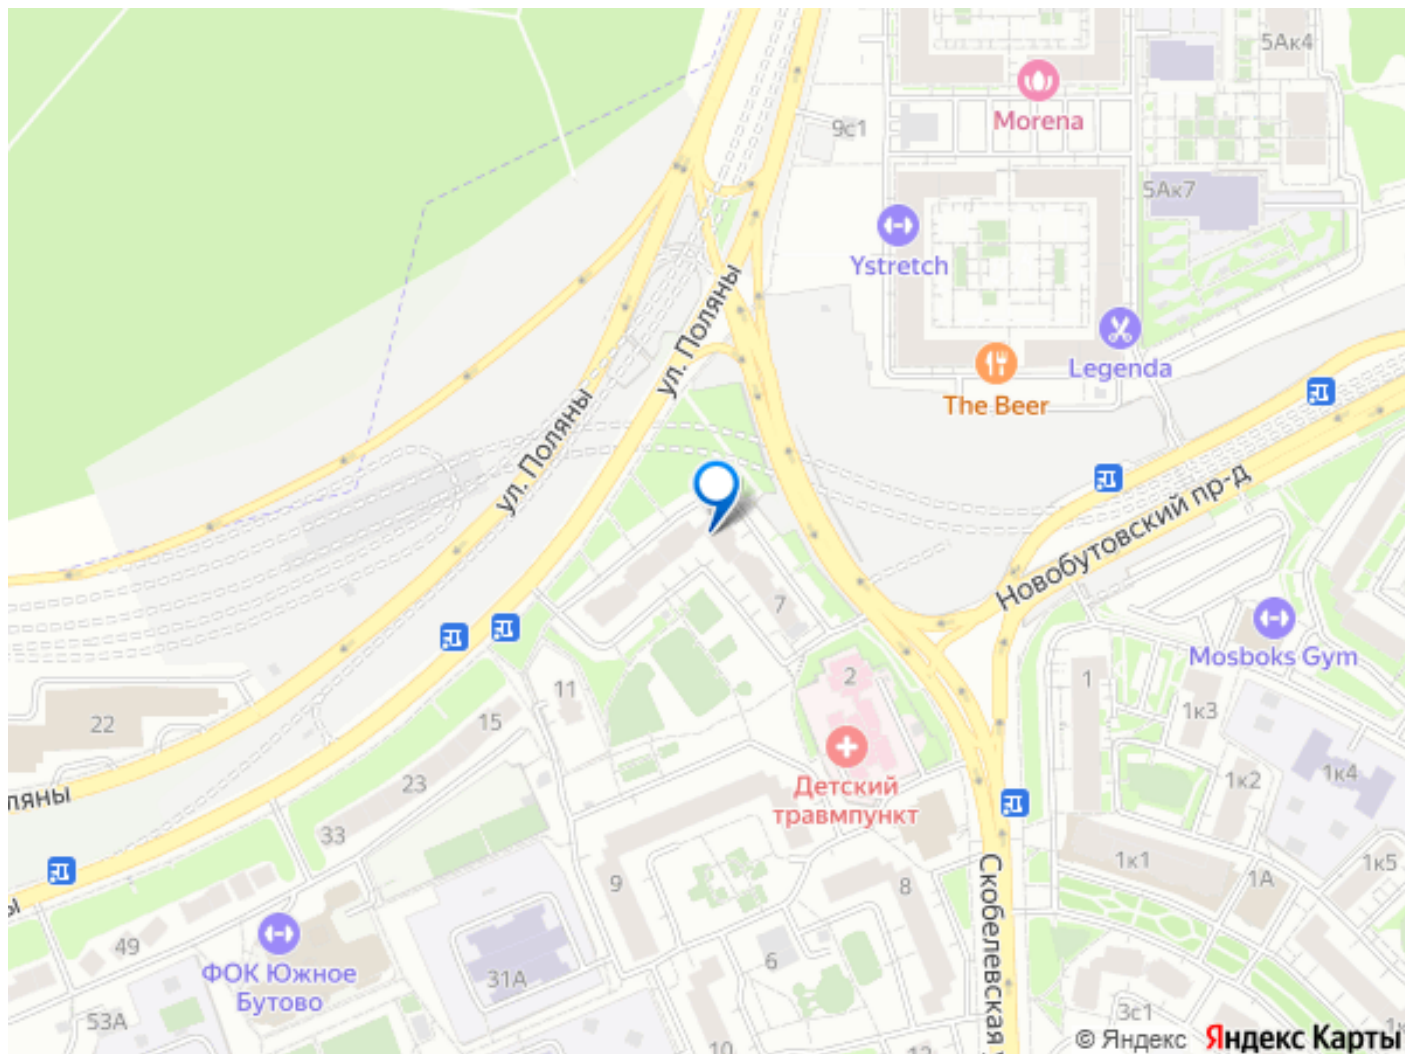 5Ак4
Morena
9с1
5Ак7
Ystretch
ул. Поляны
Legenda
The Beer
ул. Поляны
Новобутовский пр-д
7
Mosboks Gym
2
1
11
15
1к3
22
Детский
травмпункт
23
1к2
1к4
ляны
33
1к1
1к5
9
8
1А
Скобелевская
49
ФОК Южное
Бутово
31А
6
53А
10
3с1
© Яндекс
Яндекс Карты